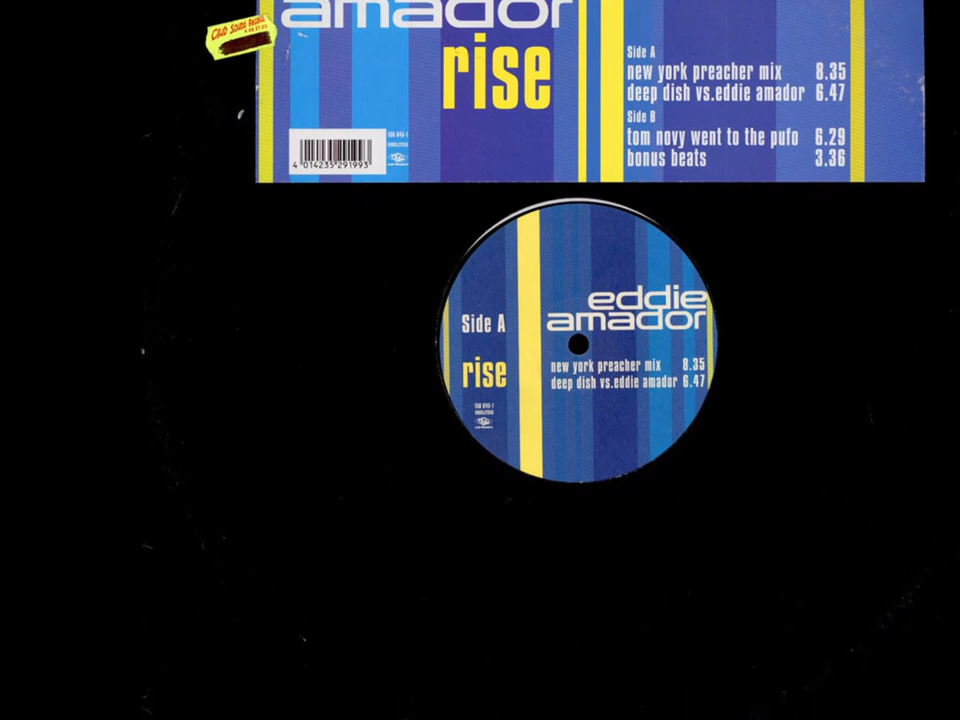 amador
rise
Side A
new york preacher mix 8.35
deep dish vs.eddie amador 6.47
Side B
tom novy went to the pufo 6.29
bonus beats 3.36
4 014235 291993
eddie
amador
Side A
rise
new york preacher mix 8.35
deep dish vs.eddie amador 6.47